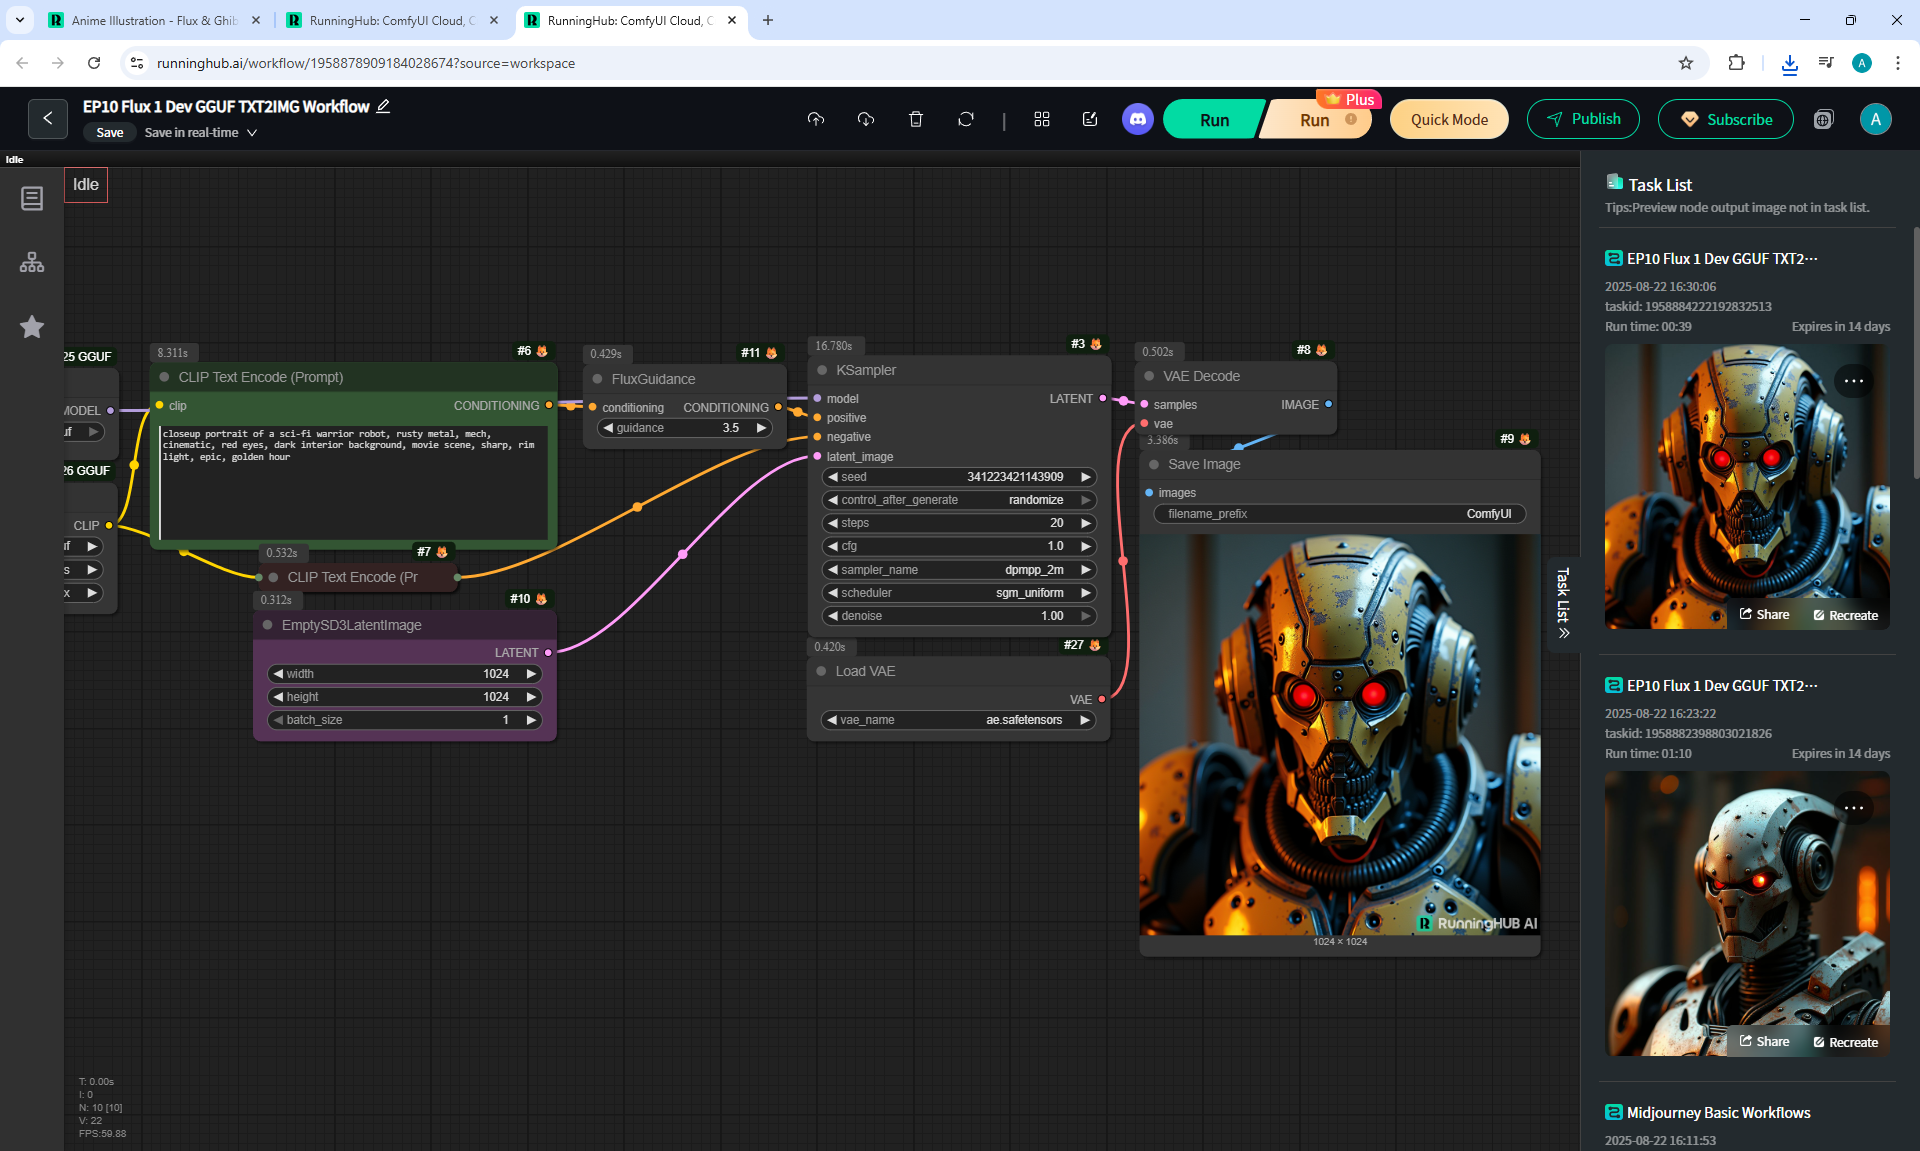 Anime Illustration - Flux & Ghib
RunningHub: ComfyUI Cloud, C
RunningHub: ComfyUI Cloud, C
runninghub.ai/workflow/1958878909184028674?source=workspace
A
EP10 Flux 1 Dev GGUF TXT2IMG Workflow
Save
Save in real-time
Run
Run
Plus
Quick Mode
Publish
Subscribe
A
Idle
Idle
25 GGUF
MODEL
uf
26 GGUF
CLIP
8.311s
#6
CLIP Text Encode (Prompt)
clip
CONDITIONING
closeup portrait of a sci-fi warrior robot, rusty metal, mech,
cinematic, red eyes, dark interior background, movie scene, sharp, rim
light, epic, golden hour
0.532s
#7
CLIP Text Encode (Pr
0.312s
#10
EmptySD3LatentImage
LATENT
width 1024
height 1024
batch_size 1
0.429s
#11
FluxGuidance
conditioning
CONDITIONING
guidance 3.5
16.780s
#3
KSampler
model
LATENT
positive
negative
latent_image
seed 341223421143909
control_after_generate randomize
steps 20
cfg 1.0
sampler_name dpmpp_2m
scheduler sgm_uniform
denoise 1.00
0.420s
#27
Load VAE
VAE
vae_name ae.safetensors
0.502s
#8
VAE Decode
samples
IMAGE
vae
3.386s
#9
Save Image
images
filename_prefix ComfyUI
RunningHUB AI
1024 × 1024
Task List
T: 0.00s
I: 0
N: 10 [10]
V: 22
FPS:59.88
Task List
Tips:Preview node output image not in task list.
EP10 Flux 1 Dev GGUF TXT2···
2025-08-22 16:30:06
taskid: 1958884222192832513
Run time: 00:39
Expires in 14 days
Share
Recreate
EP10 Flux 1 Dev GGUF TXT2···
2025-08-22 16:23:22
taskid: 1958882398803021826
Run time: 01:10
Expires in 14 days
Share
Recreate
Midjourney Basic Workflows
2025-08-22 16:11:53